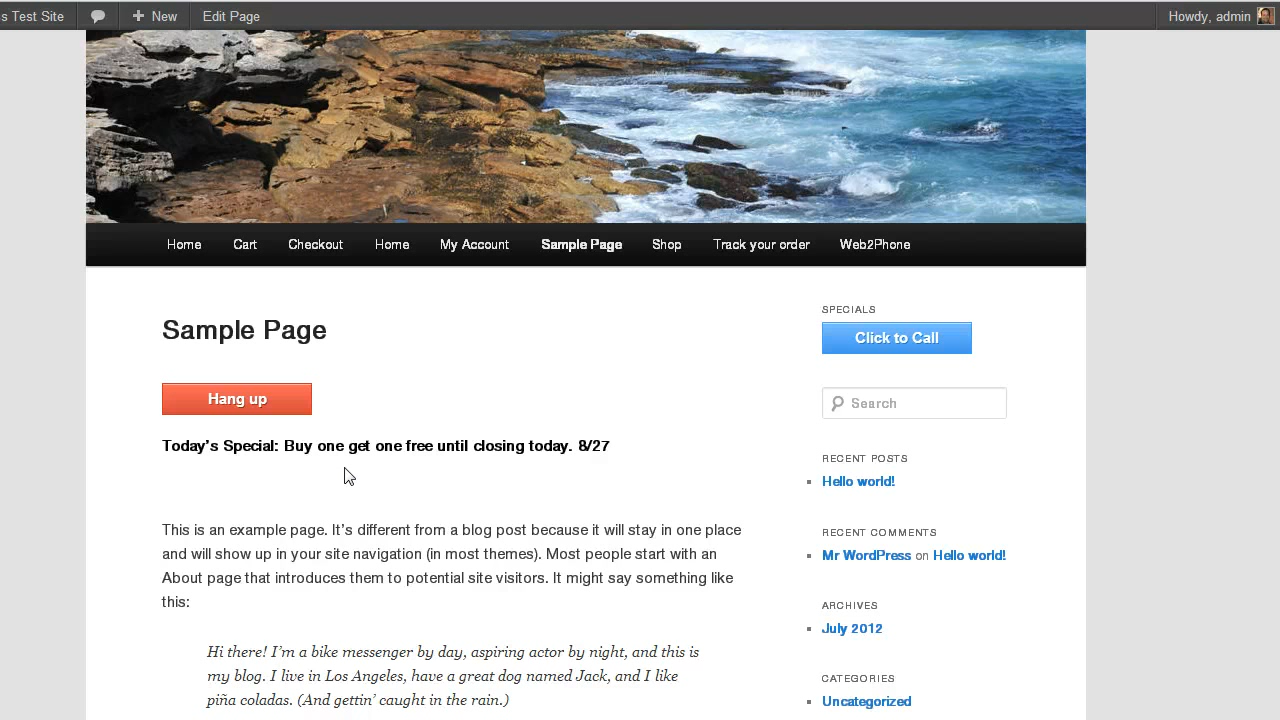 s Test Site New Edit Page Howdy, admin
Home Cart Checkout Home My Account Sample Page Shop Track your order Web2Phone
Sample Page
Hang up
Today's Special: Buy one get one free until closing today. 8/27
This is an example page. It's different from a blog post because it will stay in one place
and will show up in your site navigation (in most themes). Most people start with an
About page that introduces them to potential site visitors. It might say something like
this:
Hi there! I'm a bike messenger by day, aspiring actor by night, and this is
my blog. I live in Los Angeles, have a great dog named Jack, and I like
piña coladas. (And gettin' caught in the rain.)
SPECIALS
Click to Call
Search
RECENT POSTS
Hello world!
RECENT COMMENTS
Mr WordPress on Hello world!
ARCHIVES
July 2012
CATEGORIES
Uncategorized